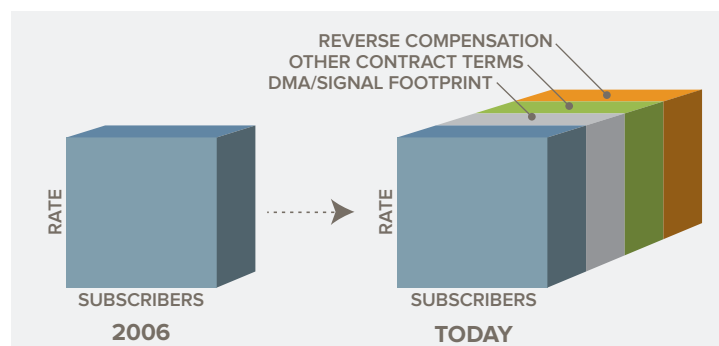 REVERSE COMPENSATION
OTHER CONTRACT TERMS
DMA/SIGNAL FOOTPRINT
RATE
SUBSCRIBERS
2006
RATE
SUBSCRIBERS
TODAY